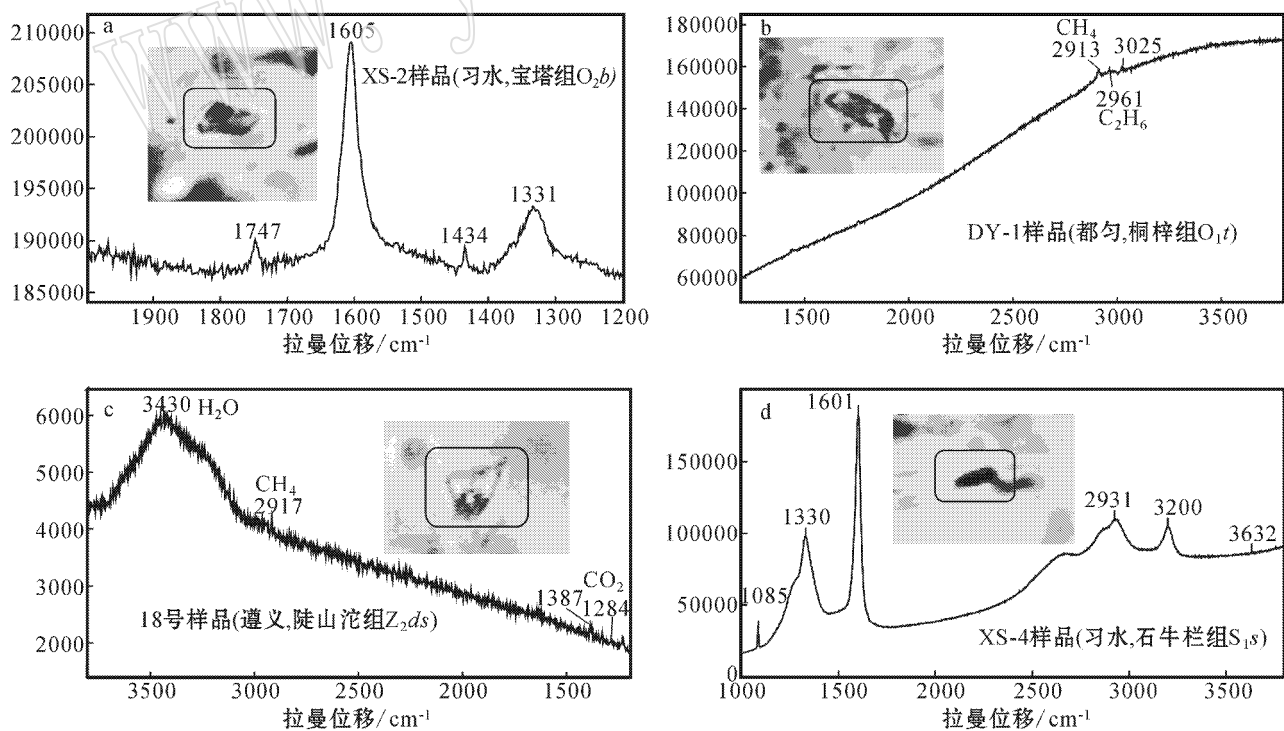 www. y
a
210000
205000
200000
195000
190000
185000
1605
XS-2样品(习水,宝塔组O₂b)
1747
1434
1331
1900 1800 1700 1600 1500 1400 1300 1200
拉曼位移/cm⁻¹
b
180000
160000
140000
120000
100000
80000
60000
CH₄
2913
3025
2961
C₂H₆
DY-1样品(都匀,桐梓组O₁t)
1500 2000 2500 3000 3500
拉曼位移/cm⁻¹
c
6000
5000
4000
3000
2000
3430 H₂O
CH₄
2917
CO₂
1387
1284
18号样品(遵义,陡山沱组Z₂ds)
3500 3000 2500 2000 1500
拉曼位移/cm⁻¹
d
150000
100000
50000
0
1601
1330
1085
2931
3200
3632
XS-4样品(习水,石牛栏组S₁s)
1000 1500 2000 2500 3000 3500
拉曼位移/cm⁻¹